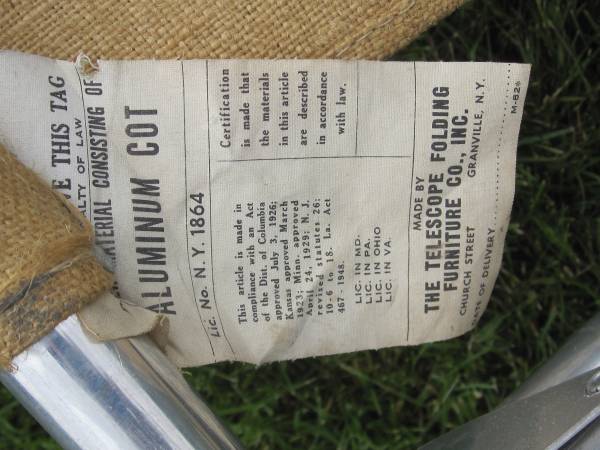 THIS TAG
ALTY OF LAW
MATERIAL CONSISTING OF
ALUMINUM COT
Lic. No. N. Y. 1864
This article is made in
compliance with an Act
of the Dist. of Columbia
approved July 3, 1926;
Kansas approved March
1923; Minn. approved
April 24, 1929; N. J.
revised statutes 26;
10-6 to 18. La. Act
467-1948.
LIC. IN MD.
LIC. IN PA.
LIC. IN OHIO
LIC. IN VA.
Certification
is made that
the materials
in this article
are described
in accordance
with law.
MADE BY
THE TELESCOPE FOLDING
FURNITURE CO., INC.
CHURCH STREET GRANVILLE, N.Y.
OF DELIVERY
M-82